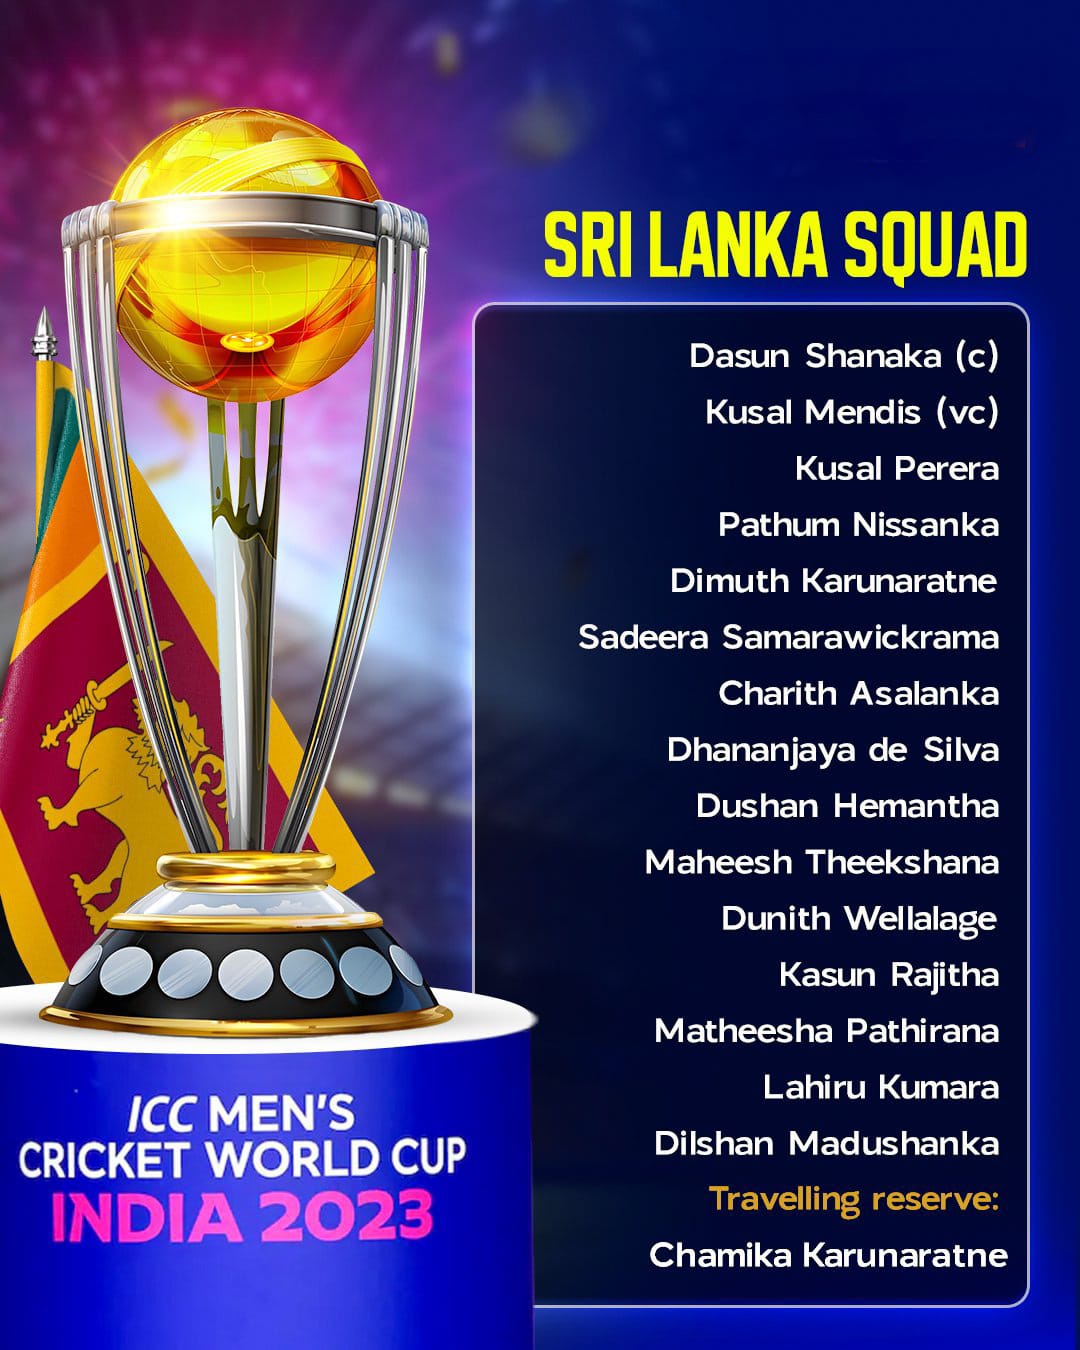 SRI LANKA SQUAD
Dasun Shanaka (c)
Kusal Mendis (vc)
Kusal Perera
Pathum Nissanka
Dimuth Karunaratne
Sadeera Samarawickrama
Charith Asalanka
Dhananjaya de Silva
Dushan Hemantha
Maheesh Theekshana
Dunith Wellalage
Kasun Rajitha
Matheesha Pathirana
Lahiru Kumara
Dilshan Madushanka
Travelling reserve:
Chamika Karunaratne
ICC MEN'S
CRICKET WORLD CUP
INDIA 2023